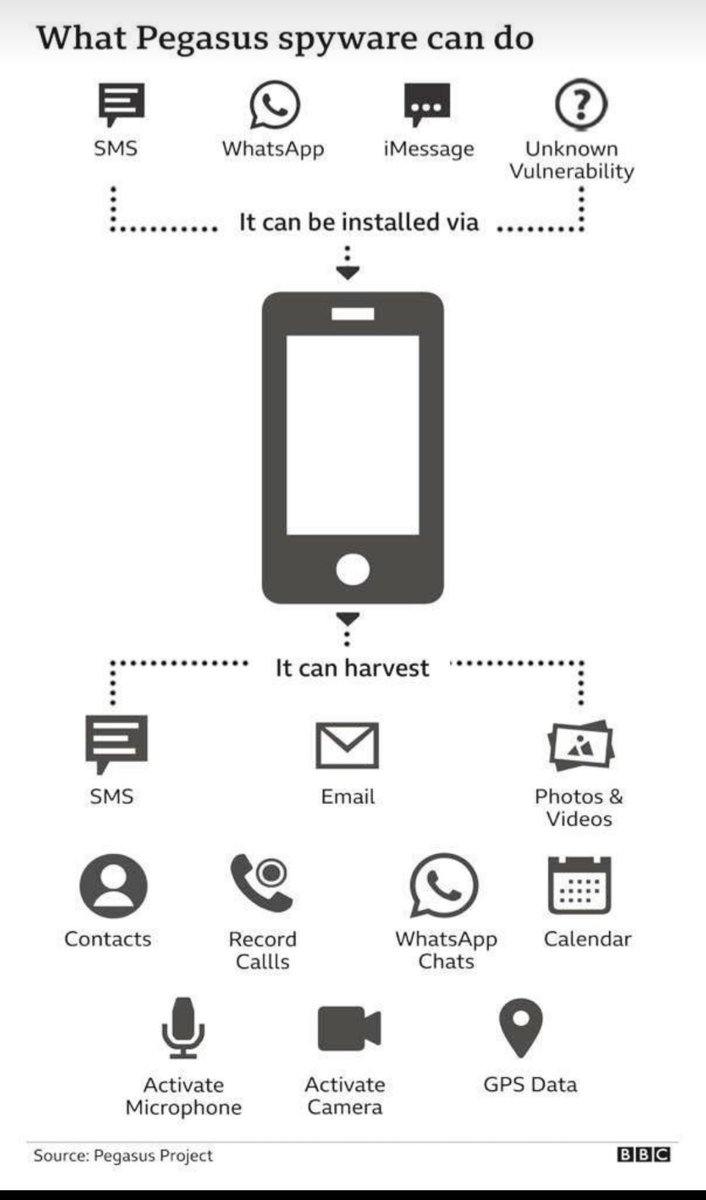 What Pegasus spyware can do
SMS
WhatsApp
iMessage
Unknown
Vulnerability
It can be installed via
It can harvest
SMS
Email
Photos &
Videos
Contacts
Record
Callls
WhatsApp
Chats
Calendar
Activate
Microphone
Activate
Camera
GPS Data
Source: Pegasus Project
BBC